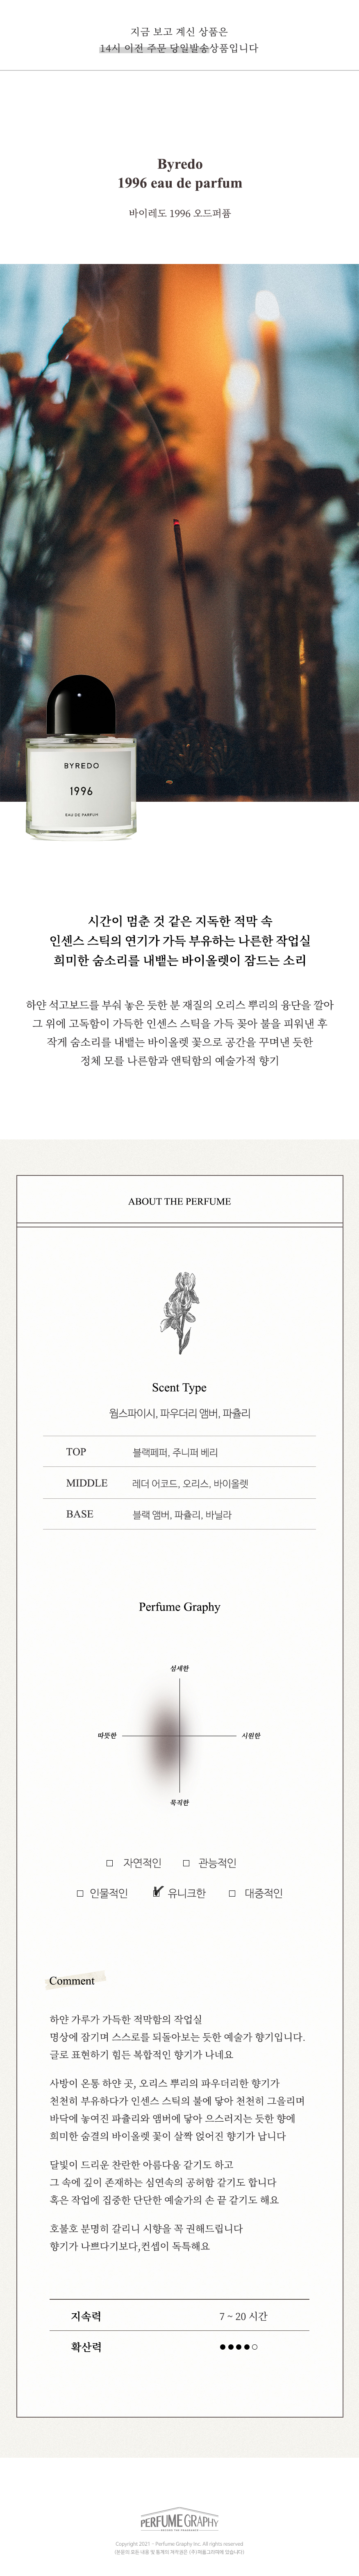 지금 보고 계신 상품은
14시 이전 주문 당일발송상품입니다
Byredo
1996 eau de parfum
바이레도 1996 오드퍼퓸
BYREDO
1996
EAU DE PARFUM
시간이 멈춘 것 같은 지독한 적막 속
인센스 스틱의 연기가 가득 부유하는 나른한 작업실
희미한 숨소리를 내뱉는 바이올렛이 잠드는 소리
하얀 석고보드를 부숴 놓은 듯한 분 재질의 오리스 뿌리의 융단을 깔아
그 위에 고독함이 가득한 인센스 스틱을 가득 꽂아 불을 피워낸 후
작게 숨소리를 내뱉는 바이올렛 꽃으로 공간을 꾸며낸 듯한
정체 모를 나른함과 앤틱함의 예술가적 향기
ABOUT THE PERFUME
Scent Type
웜스파이시, 파우더리 앰버, 파츌리
TOP 블랙페퍼, 주니퍼 베리
MIDDLE 레더 어코드, 오리스, 바이올렛
BASE 블랙 앰버, 파츌리, 바닐라
Perfume Graphy
섬세한
따뜻한 시원한
묵직한
자연적인 관능적인
인물적인 유니크한 대중적인
Comment
하얀 가루가 가득한 적막함의 작업실
명상에 잠기며 스스로를 되돌아보는 듯한 예술가 향기입니다.
글로 표현하기 힘든 복합적인 향기가 나네요
사방이 온통 하얀 곳, 오리스 뿌리의 파우더리한 향기가
천천히 부유하다가 인센스 스틱의 불에 닿아 천천히 그을리며
바닥에 놓여진 파츌리와 앰버에 닿아 으스러지는 듯한 향에
희미한 숨결의 바이올렛 꽃이 살짝 얹어진 향기가 납니다
달빛이 드리운 찬란한 아름다움 같기도 하고
그 속에 깊이 존재하는 심연속의 공허함 같기도 합니다
혹은 작업에 집중한 단단한 예술가의 손 끝 같기도 해요
호불호 분명히 갈리니 시향을 꼭 권해드립니다
향기가 나쁘다기보다,컨셉이 독특해요
지속력 7 ~ 20 시간
확산력
PERFUME GRAPHY
Copyright 2021 - Perfume Graphy Inc. All rights reserved